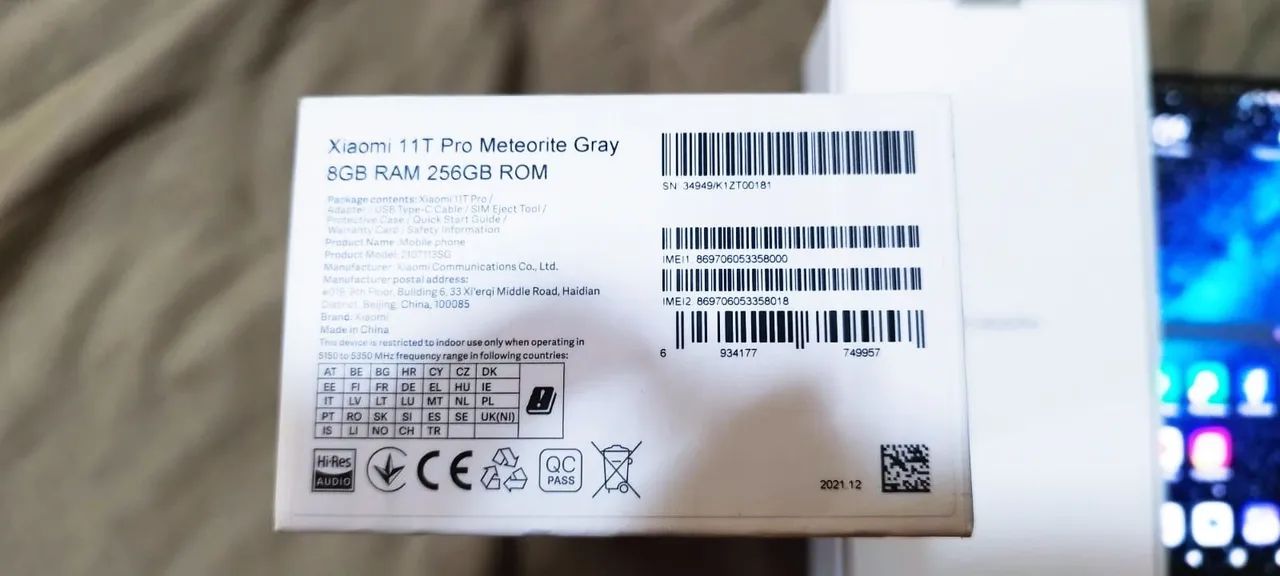 Xiaomi 11T Pro Meteorite Gray
8GB RAM 256GB ROM
Package contents: Xiaomi 11T Pro /
Adapter / USB Type-C Cable / SIM Eject Tool /
Protective Case / Quick Start Guide /
Warranty Card / Safety Information
Product Name: Mobile phone
Product Model: 2107113SG
Manufacturer: Xiaomi Communications Co., Ltd.
Manufacturer postal address:
#019, 9th Floor, Building 6, 33 Xi'erqi Middle Road, Haidian
District, Beijing, China, 100085
Brand: Xiaomi
Made in China
This device is restricted to indoor use only when operating in
5150 to 5350 MHz frequency range in following countries:
AT BE BG HR CY CZ DK
EE FI FR DE EL HU IE
IT LV LT LU MT NL PL
PT RO SK SI ES SE UK(NI)
IS LI NO CH TR
Hi-Res
AUDIO
CE
QC
PASS
SN: 34949/K1ZT00181
IMEI1 869706053358000
IMEI2 869706053358018
6 934177 749957
2021.12